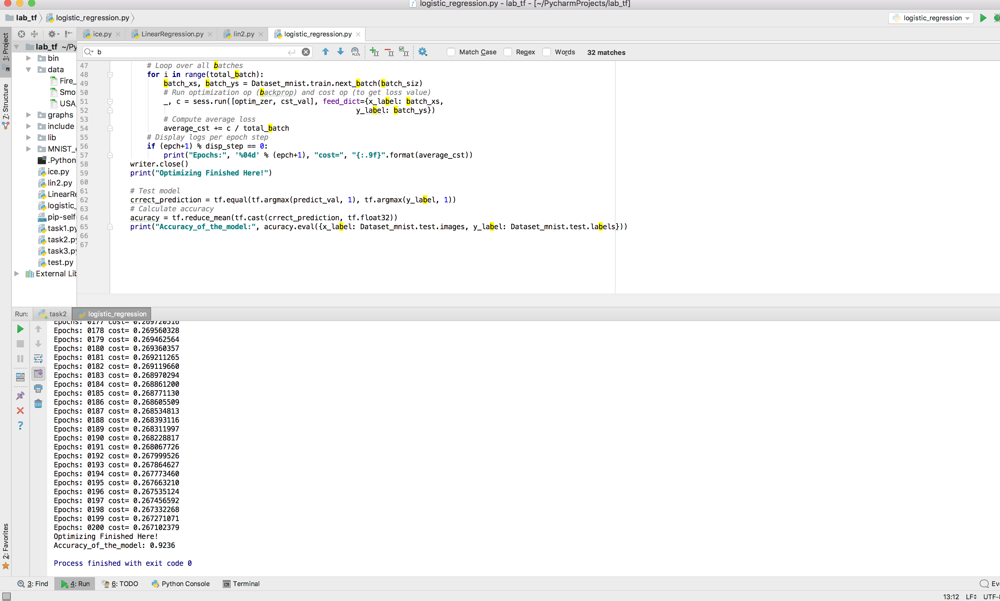 logistic_regression.py - lab_tf - [~/PycharmProjects/lab_tf]
lab_tf logistic_regression.py logistic_regression
ice.py LinearRegression.py lin2.py logistic_regression.py
1: Project
7: Structure
2: Favorites
lab_tf ~/Py
bin
data
Fire_
Smo
USA_
graphs
include
lib
MNIST_
.Python
ice.py
lin2.py
LinearRe
logistic_
pip-self
task1.py
task2.py
task3.py
test.py
External Lib
b ALL Match Case Regex Words 32 matches
47 # Loop over all batches
48 for i in range(total_batch):
49 batch_xs, batch_ys = Dataset_mnist.train.next_batch(batch_siz)
50 # Run optimization op (backprop) and cost op (to get loss value)
51 _, c = sess.run([optim_zer, cst_val], feed_dict={x_label: batch_xs,
52 y_label: batch_ys})
53 # Compute average loss
54 average_cst += c / total_batch
55 # Display logs per epoch step
56 if (epch+1) % disp_step == 0:
57 print("Epochs:", '%04d' % (epch+1), "cost=", "{:.9f}".format(average_cst))
58 writer.close()
59 print("Optimizing Finished Here!")
60
61 # Test model
62 crrect_prediction = tf.equal(tf.argmax(predict_val, 1), tf.argmax(y_label, 1))
63 # Calculate accuracy
64 acuracy = tf.reduce_mean(tf.cast(crrect_prediction, tf.float32))
65 print("Accuracy_of_the_model:", acuracy.eval({x_label: Dataset_mnist.test.images, y_label: Dataset_mnist.test.labels}))
66
67
Run: task2 logistic_regression
Epochs: 0177 cost= 0.269720516
Epochs: 0178 cost= 0.269560328
Epochs: 0179 cost= 0.269462564
Epochs: 0180 cost= 0.269360357
Epochs: 0181 cost= 0.269211265
Epochs: 0182 cost= 0.269119660
Epochs: 0183 cost= 0.268970294
Epochs: 0184 cost= 0.268861200
Epochs: 0185 cost= 0.268771130
Epochs: 0186 cost= 0.268605509
Epochs: 0187 cost= 0.268534813
Epochs: 0188 cost= 0.268393116
Epochs: 0189 cost= 0.268311997
Epochs: 0190 cost= 0.268228817
Epochs: 0191 cost= 0.268067726
Epochs: 0192 cost= 0.267999526
Epochs: 0193 cost= 0.267864627
Epochs: 0194 cost= 0.267773460
Epochs: 0195 cost= 0.267663210
Epochs: 0196 cost= 0.267535124
Epochs: 0197 cost= 0.267456592
Epochs: 0198 cost= 0.267332268
Epochs: 0199 cost= 0.267271071
Epochs: 0200 cost= 0.267102379
Optimizing Finished Here!
Accuracy_of_the_model: 0.9236
Process finished with exit code 0
3: Find 4: Run 6: TODO Python Console Terminal Eve
13:12 LF UTF-8